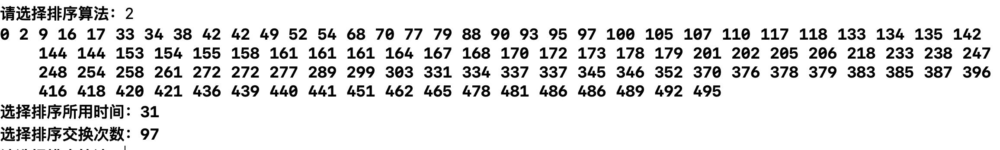 请选择排序算法：2
0 2 9 16 17 33 34 38 42 42 49 52 54 68 70 77 79 88 90 93 95 97 100 105 107 110 117 118 133 134 135 142
144 144 153 154 155 158 161 161 161 164 167 168 170 172 173 178 179 201 202 205 206 218 233 238 247
248 254 258 261 272 272 277 289 299 303 331 334 337 337 345 346 352 370 376 378 379 383 385 387 396
416 418 420 421 436 439 440 441 451 462 465 478 481 486 486 489 492 495
选择排序所用时间：31
选择排序交换次数：97